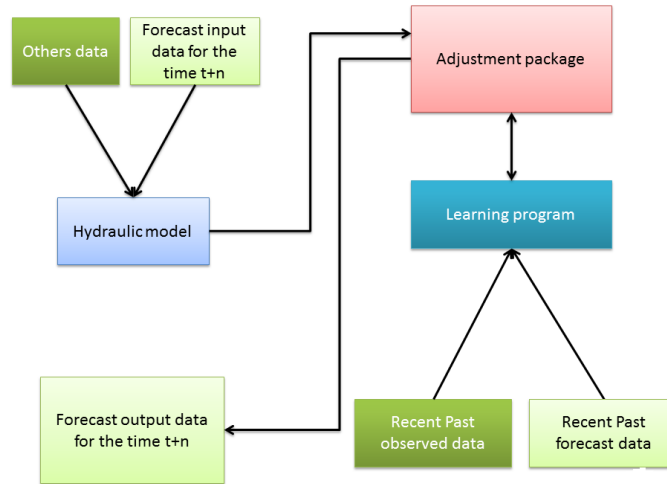 Others data
Forecast input
data for the
time t+n
Adjustment package
Hydraulic model
Learning program
Forecast output data
for the time t+n
Recent Past
observed data
Recent Past
forecast data